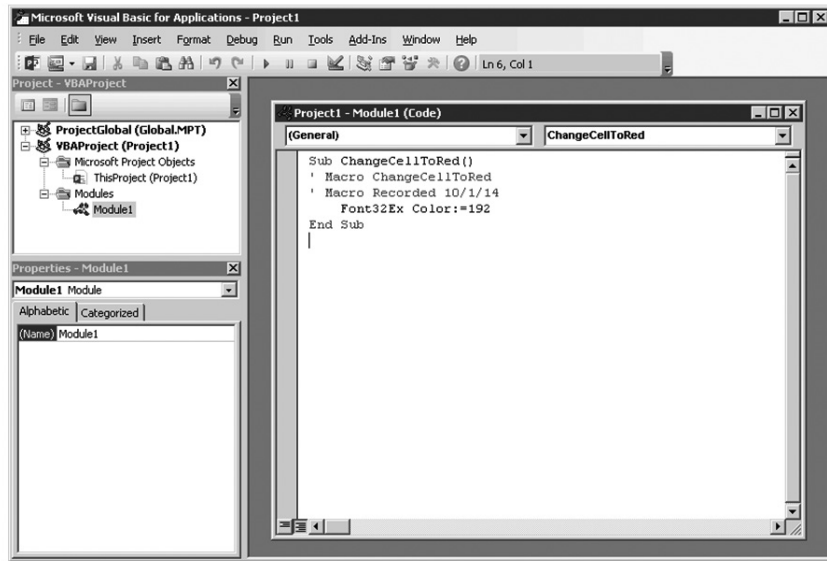 Microsoft Visual Basic for Applications - Project1
File Edit View Insert Format Debug Run Tools Add-Ins Window Help
Ln 6, Col 1
Project - VBAProject
ProjectGlobal (Global.MPT)
VBAProject (Project1)
Microsoft Project Objects
ThisProject (Project1)
Modules
Module1
Properties - Module1
Module1 Module
Alphabetic Categorized
(Name) Module1
Project1 - Module1 (Code)
(General) ChangeCellToRed
Sub ChangeCellToRed()
' Macro ChangeCellToRed
' Macro Recorded 10/1/14
Font32Ex Color:=192
End Sub